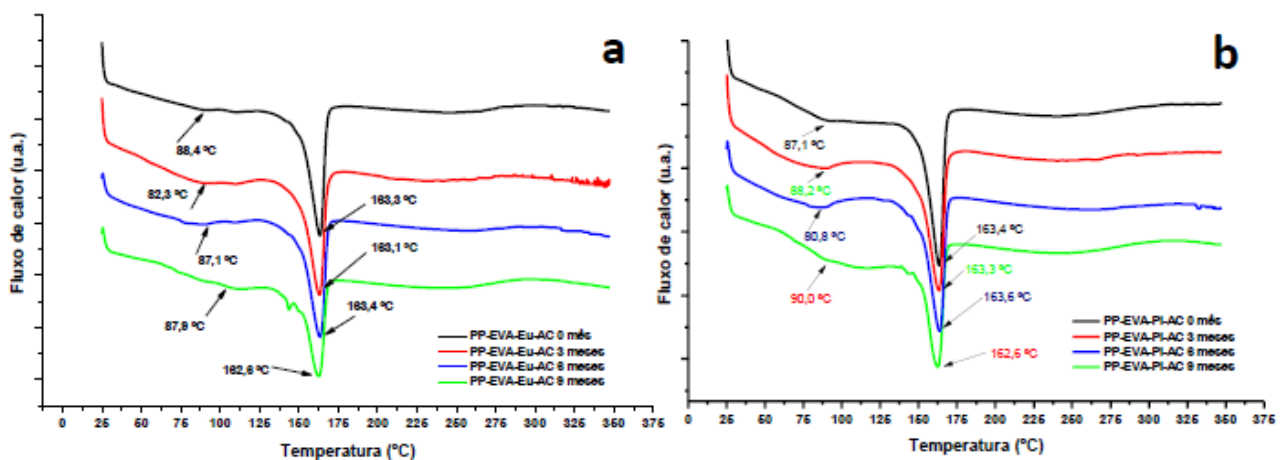 a
Fluxo de calor (u.a.)
88,4 ºC
82,3 ºC
87,1 ºC
87,9 ºC
163,3 ºC
163,1 ºC
163,4 ºC
162,6 ºC
PP-EVA-Eu-AC 0 mês
PP-EVA-Eu-AC 3 meses
PP-EVA-Eu-AC 6 meses
PP-EVA-Eu-AC 9 meses
0 25 50 75 100 125 150 175 200 225 250 275 300 325 350 375
Temperatura (°C)
b
Fluxo de calor (u.a.)
87,1 ºC
88,2 ºC
80,8 ºC
90,0 ºC
163,4 ºC
163,3 ºC
163,6 ºC
162,6 ºC
PP-EVA-PI-AC 0 mês
PP-EVA-PI-AC 3 meses
PP-EVA-PI-AC 6 meses
PP-EVA-PI-AC 9 meses
0 25 50 75 100 125 150 175 200 225 250 275 300 325 350 375
Temperatura (°C)